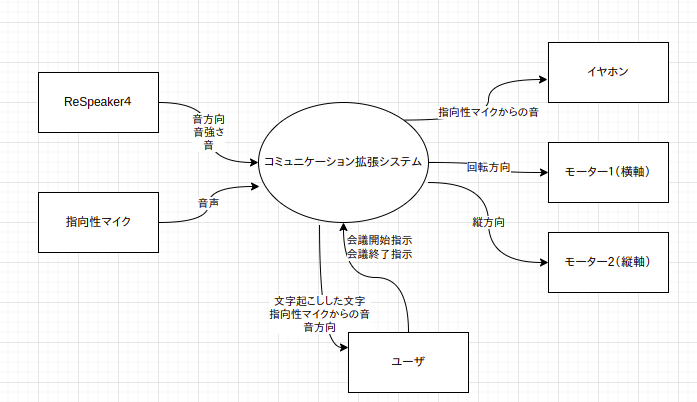 イヤホン
ReSpeaker4
指向性マイクからの音
音方向
音強さ
音
コミュニケーション拡張システム
回転方向
モーター1(横軸)
指向性マイク
音声
縦方向
会議開始指示
会議終了指示
モーター2(縦軸)
文字起こしした文字
指向性マイクからの音
音方向
ユーザ